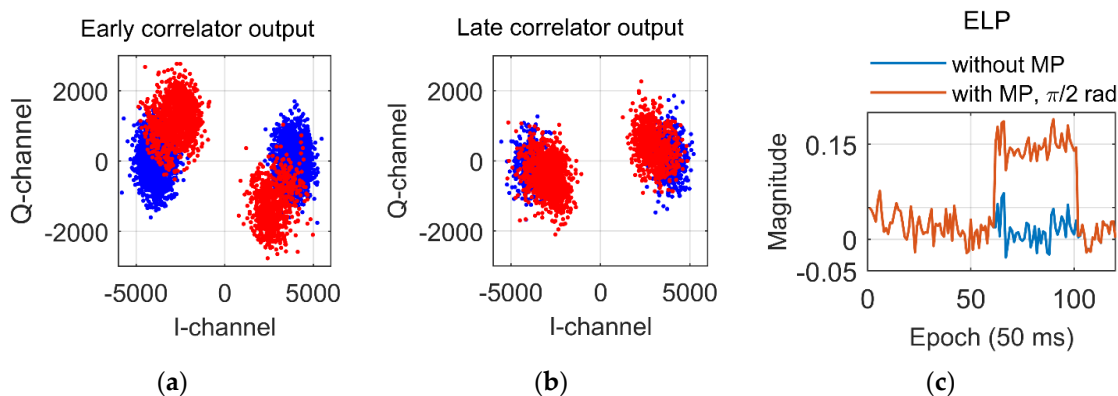 Early correlator output
Q-channel
2000
0
-2000
-5000 0 5000
I-channel
(a)
Late correlator output
Q-channel
2000
0
-2000
-5000 0 5000
I-channel
(b)
ELP
without MP
with MP, π/2 rad
Magnitude
0.15
0
-0.05
0 50 100
Epoch (50 ms)
(c)